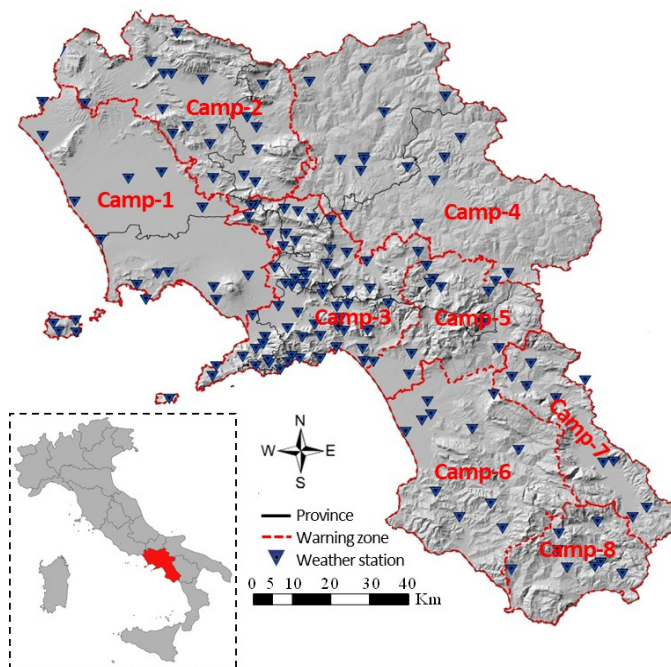 Camp-2
Camp-1
Camp-4
Camp-3
Camp-5
Camp-7
Camp-6
Camp-8
N
W E
S
Province
Warning zone
Weather station
0 5 10 20 30 40
Km